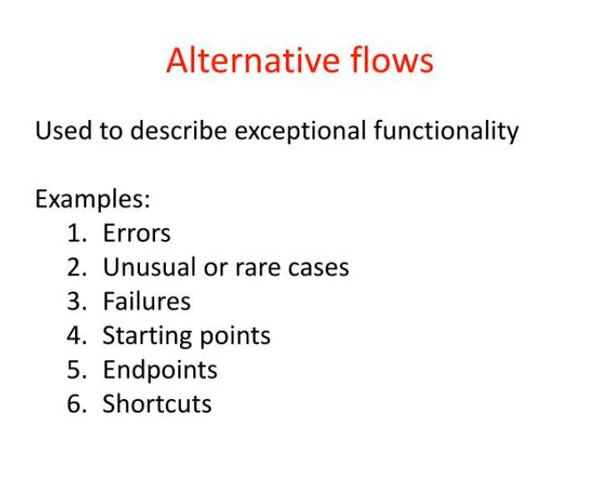 Alternative flows
Used to describe exceptional functionality
Examples:
1. Errors
2. Unusual or rare cases
3. Failures
4. Starting points
5. Endpoints
6. Shortcuts